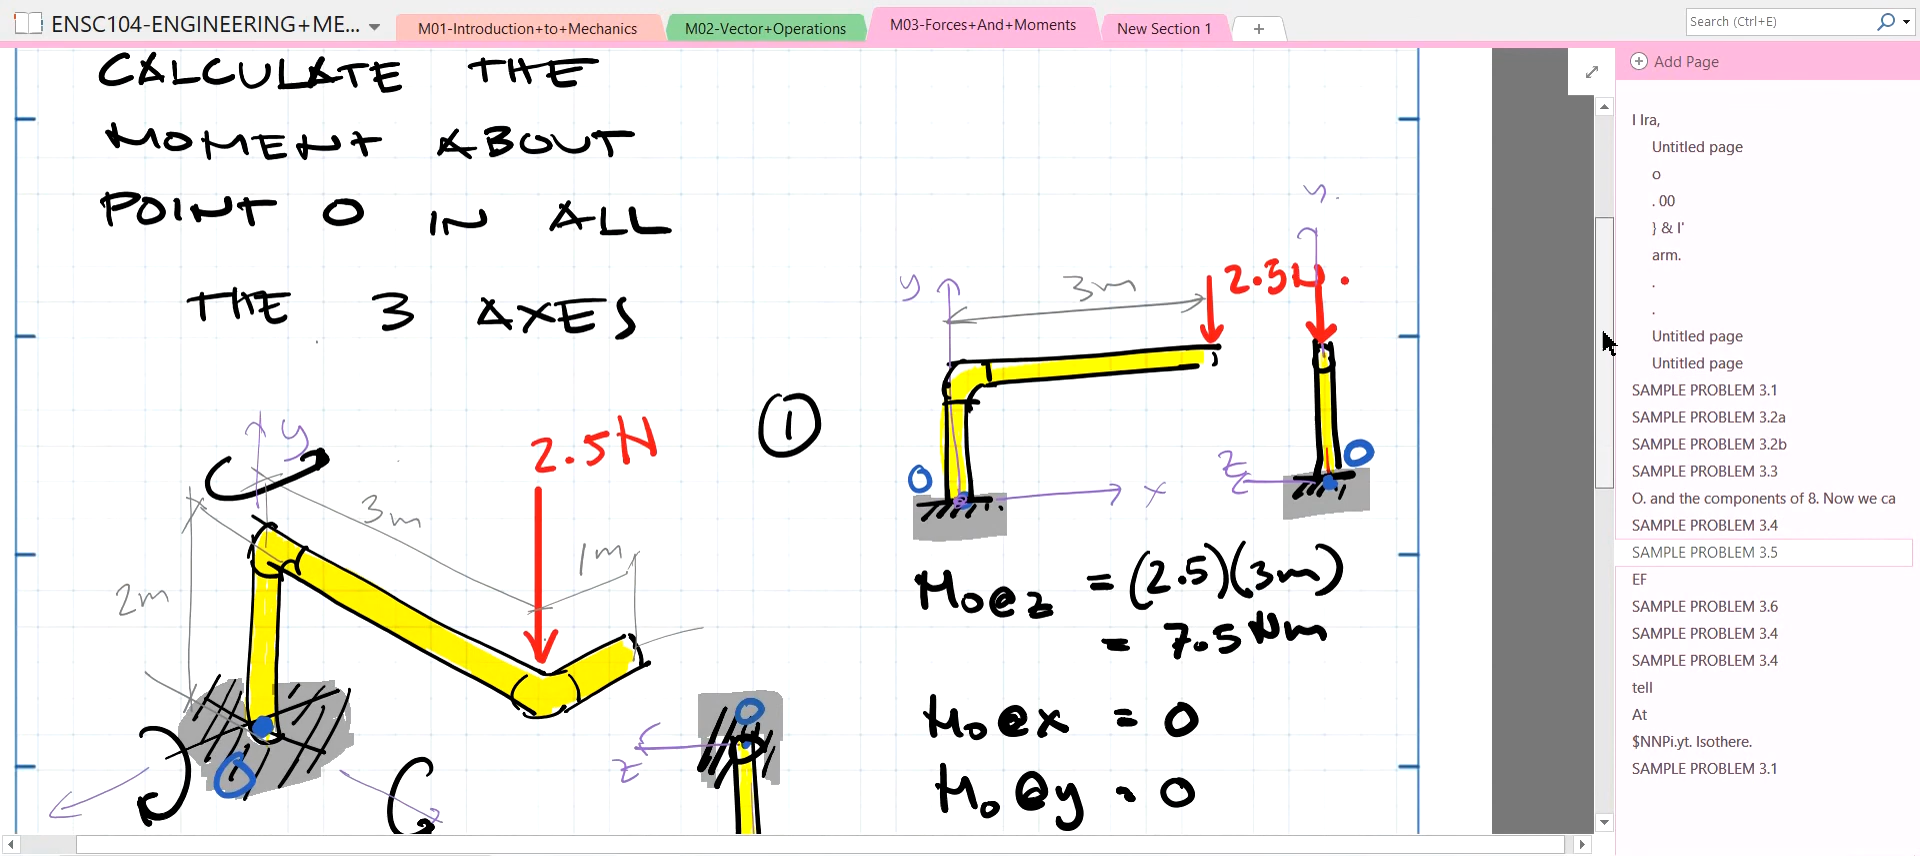 ENSC104-ENGINEERING+ME...
M01-Introduction+to+Mechanics
M02-Vector+Operations
M03-Forces+And+Moments
New Section 1
+
Search (Ctrl+E)
CALCULATE THE
MOMENT ABOUT
POINT O IN ALL
THE 3 AXES
y
2.5N
3m
1m
2m
O
z
O
z
1
y
3m
2.5N.
y.
O
x
z
O
Mo@z = (2.5)(3m)
= 7.5Nm
Mo@x = 0
Mo@y = 0
Add Page
I Ira,
Untitled page
o
. 00
} & I'
arm.
.
.
Untitled page
Untitled page
SAMPLE PROBLEM 3.1
SAMPLE PROBLEM 3.2a
SAMPLE PROBLEM 3.2b
SAMPLE PROBLEM 3.3
O. and the components of 8. Now we ca
SAMPLE PROBLEM 3.4
SAMPLE PROBLEM 3.5
EF
SAMPLE PROBLEM 3.6
SAMPLE PROBLEM 3.4
SAMPLE PROBLEM 3.4
tell
At
$NNPi.yt. Isothere.
SAMPLE PROBLEM 3.1